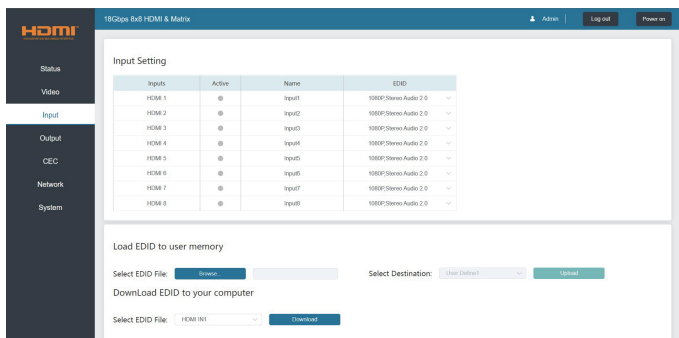 HDMI
18Gbps 8x8 HDMI & Matrix
Admin
Log out
Power on
Status
Video
Input
Output
CEC
Network
System
Input Setting
Inputs Active Name EDID
HDMI 1 Input1 1080P,Stereo Audio 2.0
HDMI 2 Input2 1080P,Stereo Audio 2.0
HDMI 3 Input3 1080P,Stereo Audio 2.0
HDMI 4 Input4 1080P,Stereo Audio 2.0
HDMI 5 Input5 1080P,Stereo Audio 2.0
HDMI 6 Input6 1080P,Stereo Audio 2.0
HDMI 7 Input7 1080P,Stereo Audio 2.0
HDMI 8 Input8 1080P,Stereo Audio 2.0
Load EDID to user memory
Select EDID File: Browse... Select Destination: User Define1 Upload
DownLoad EDID to your computer
Select EDID File: HDMI IN1 Download